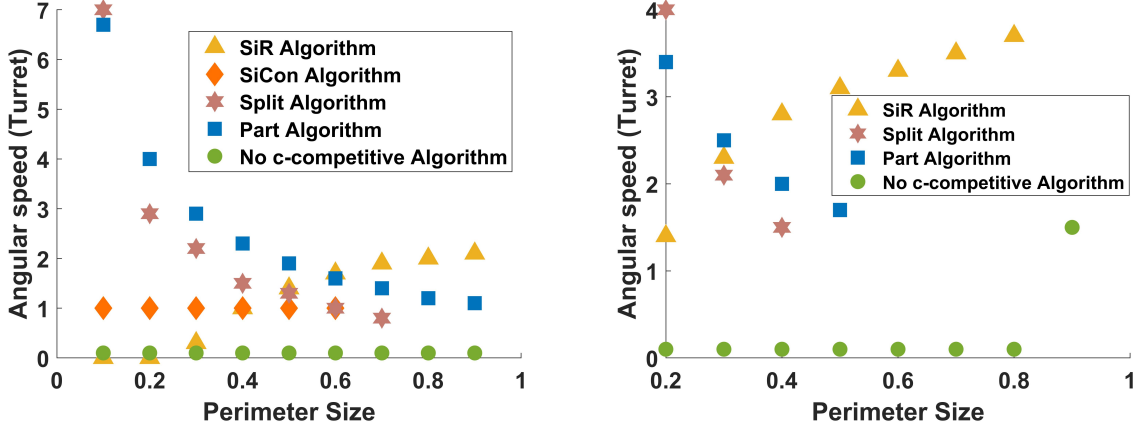 Angular speed (Turret)
7
6
5
4
3
2
1
0
SiR Algorithm
SiCon Algorithm
Split Algorithm
Part Algorithm
No c-competitive Algorithm
0 0.2 0.4 0.6 0.8 1
Perimeter Size
Angular speed (Turret)
4
3
2
1
0
SiR Algorithm
Split Algorithm
Part Algorithm
No c-competitive Algorithm
0.2 0.4 0.6 0.8 1
Perimeter Size